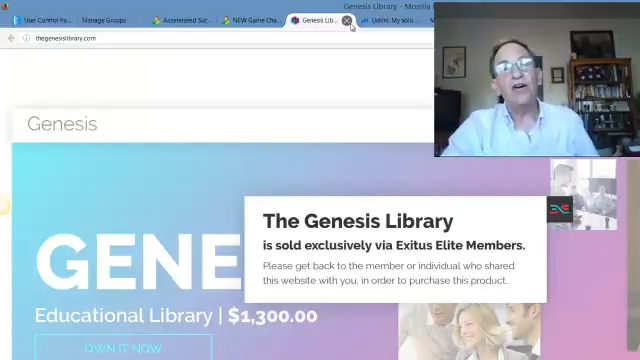 Genesis Library - Mozilla
User Control Pa...
Manage Groups
Accelerated Suc...
NEW Game Cha...
Genesis Lib...
thegenesislibrary.com
Genesis
GENE
Educational Library | $1,300.00
OWN IT NOW
The Genesis Library
is sold exclusively via Exitus Elite Members.
Please get back to the member or individual who shared
this website with you, in order to purchase this product..